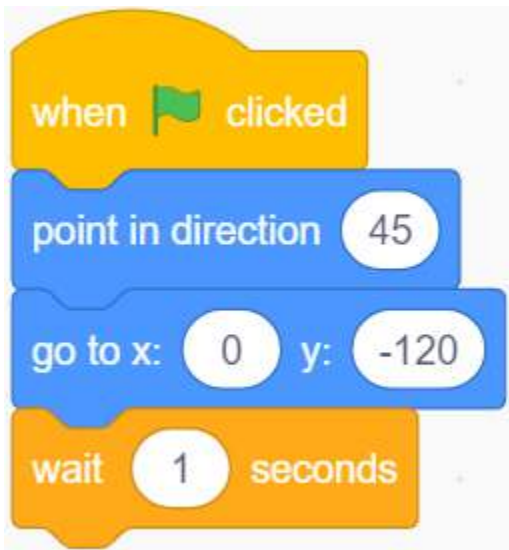 when clicked
point in direction 45
go to x: 0 y: -120
wait 1 seconds